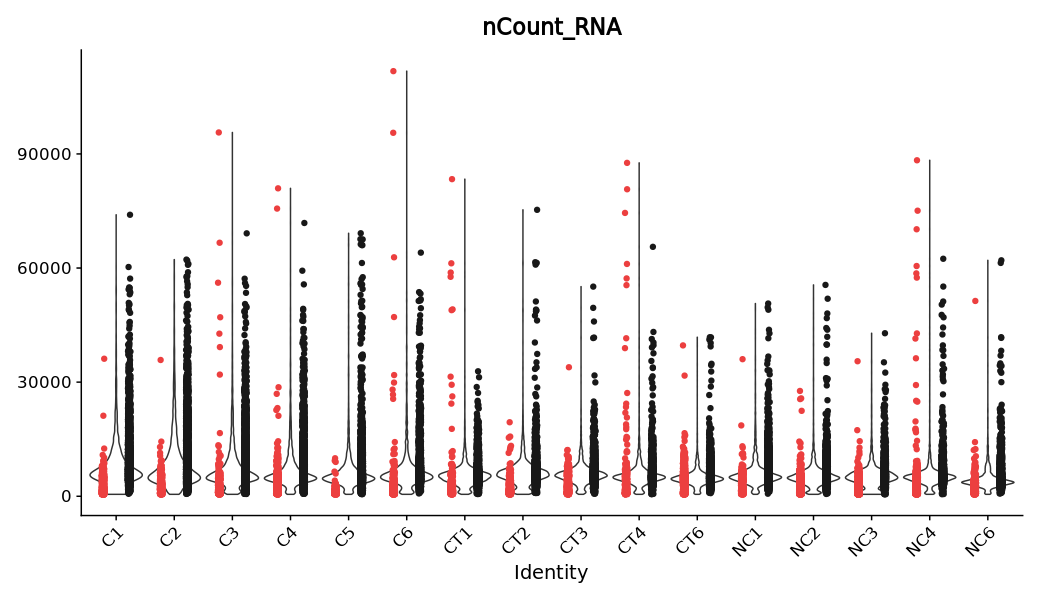 nCount_RNA
90000
60000
30000
0
C1 C2 C3 C4 C5 C6 CT1 CT2 CT3 CT4 CT6 NC1 NC2 NC3 NC4 NC6
Identity